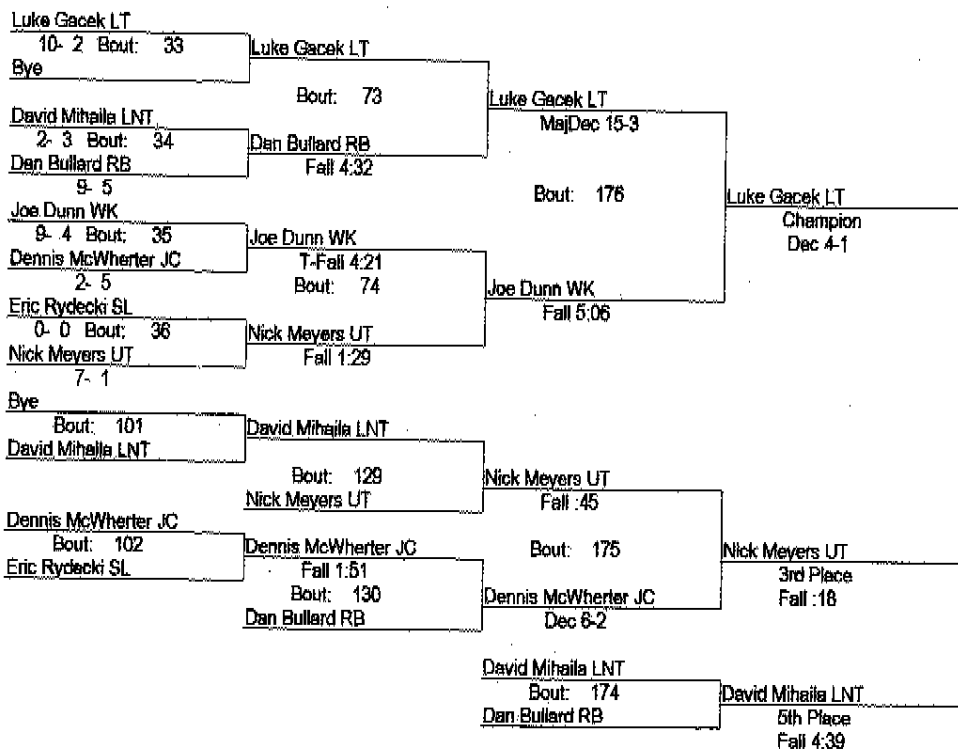 Luke Gacek LT
10- 2 Bout: 33
Bye
Luke Gacek LT
Bout: 73
David Mihaila LNT
2- 3 Bout: 34
Dan Bullard RB
9- 5
Dan Bullard RB
Fall 4:32
Luke Gacek LT
MajDec 15-3
Bout: 176
Joe Dunn WK
9- 4 Bout: 35
Dennis McWherter JC
2- 5
Joe Dunn WK
T-Fall 4:21
Bout: 74
Eric Rydecki SL
0- 0 Bout: 36
Nick Meyers UT
7- 1
Nick Meyers UT
Fall 1:29
Joe Dunn WK
Fall 5:06
Luke Gacek LT
Champion
Dec 4-1
Bye
Bout: 101
David Mihaila LNT
David Mihaila LNT
Bout: 129
Nick Meyers UT
Nick Meyers UT
Fall :45
Bout: 175
Dennis McWherter JC
Bout: 102
Eric Rydecki SL
Dennis McWherter JC
Fall 1:51
Bout: 130
Dan Bullard RB
Dennis McWherter JC
Dec 6-2
Nick Meyers UT
3rd Place
Fall :18
David Mihaila LNT
Bout: 174
Dan Bullard RB
David Mihaila LNT
5th Place
Fall 4:39